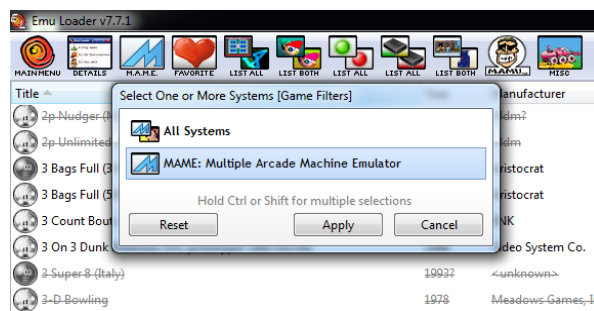 Emu Loader v7.7.1
MAINMENU DETAILS M.A.M.E. FAVORITE LIST ALL LIST BOTH LIST ALL LIST ALL LIST BOTH MAMU_ MISC
Title Select One or More Systems [Game Filters] Manufacturer
2p Nudger
2p Unlimited
All Systems
MAME: Multiple Arcade Machine Emulator
3 Bags Full (3 ristocrat
3 Bags Full (5 ristocrat
Hold Ctrl or Shift for multiple selections
3 Count Bout NK
Reset Apply Cancel
3 On 3 Dunk deo System Co.
3 Super 8 (Italy) 1993? <unknown>
3-D Bowling 1978 Meadows Games, I